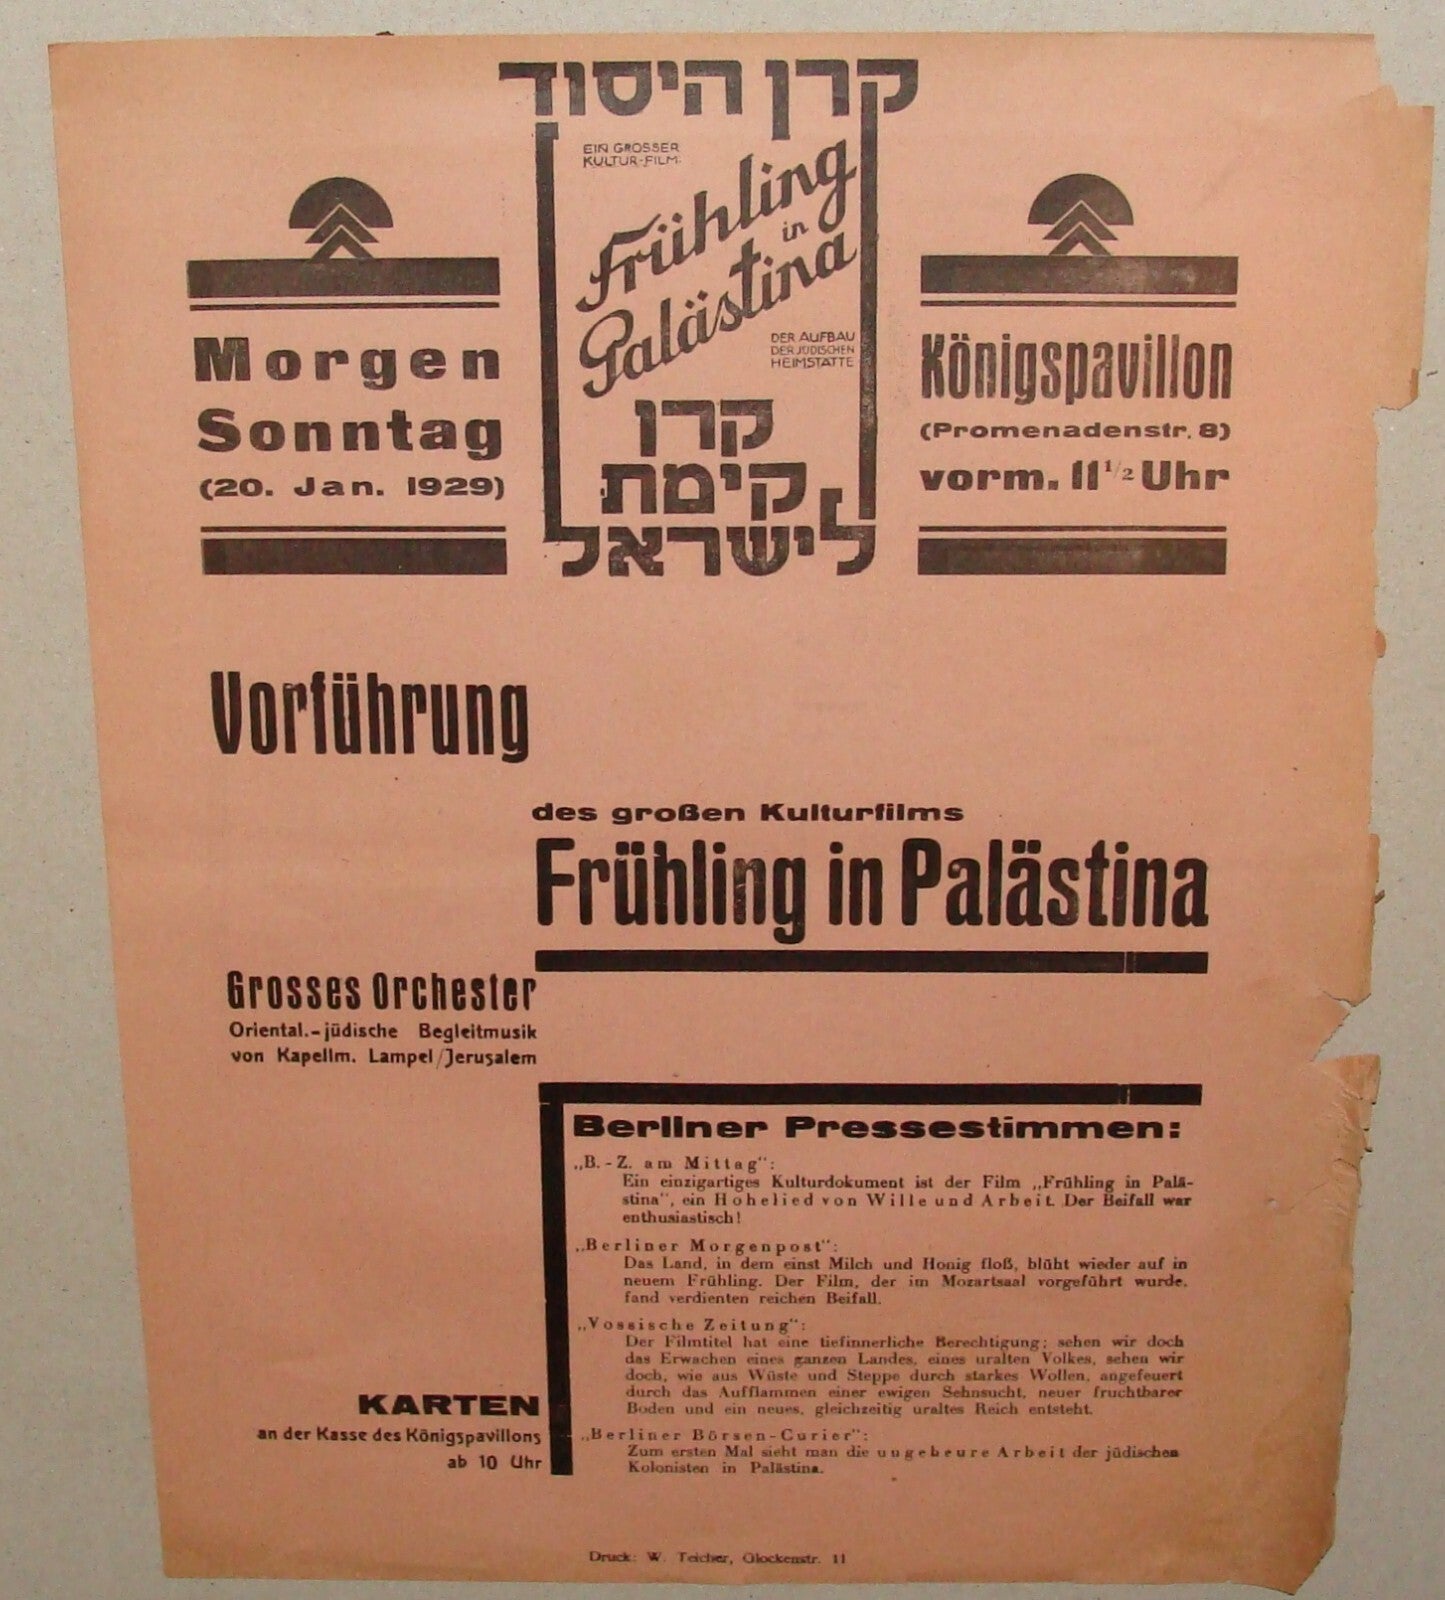 קרן היסוד
EIN GROSSER
KULTUR-FILM:
Frühling
in
Palästina
DER AUFBAU
DER JÜDISCHEN
HEIMSTÄTTE
קרן
קימת
לישראל
Morgen
Sonntag
(20. Jan. 1929)
Königspavillon
(Promenadenstr. 8)
vorm. 11 1/2 Uhr
Vorführung
des großen Kulturfilms
Frühling in Palästina
Grosses Orchester
Oriental.-jüdische Begleitmusik
von Kapellm. Lampel/Jerusalem
Berliner Pressestimmen:
„B.-Z. am Mittag“:
Ein einzigartiges Kulturdokument ist der Film „Frühling in Palä-
stina“, ein Hohelied von Wille und Arbeit. Der Beifall war
enthusiastisch!
„Berliner Morgenpost“:
Das Land, in dem einst Milch und Honig floß, blüht wieder auf in
neuem Frühling. Der Film, der im Mozartsaal vorgeführt wurde,
fand verdienten reichen Beifall.
„Vossische Zeitung“:
Der Filmtitel hat eine tiefinnerliche Berechtigung; sehen wir doch
das Erwachen eines ganzen Landes, eines uralten Volkes, sehen wir
doch, wie aus Wüste und Steppe durch starkes Wollen, angefeuert
durch das Aufflammen einer ewigen Sehnsucht, neuer fruchtbarer
Boden und ein neues, gleichzeitig uraltes Reich entsteht.
„Berliner Börsen-Curier“:
Zum ersten Mal sieht man die ungeheure Arbeit der jüdischen
Kolonisten in Palästina.
KARTEN
an der Kasse des Königspavillons
ab 10 Uhr
Druck: W. Teicher, Glockenstr. 11